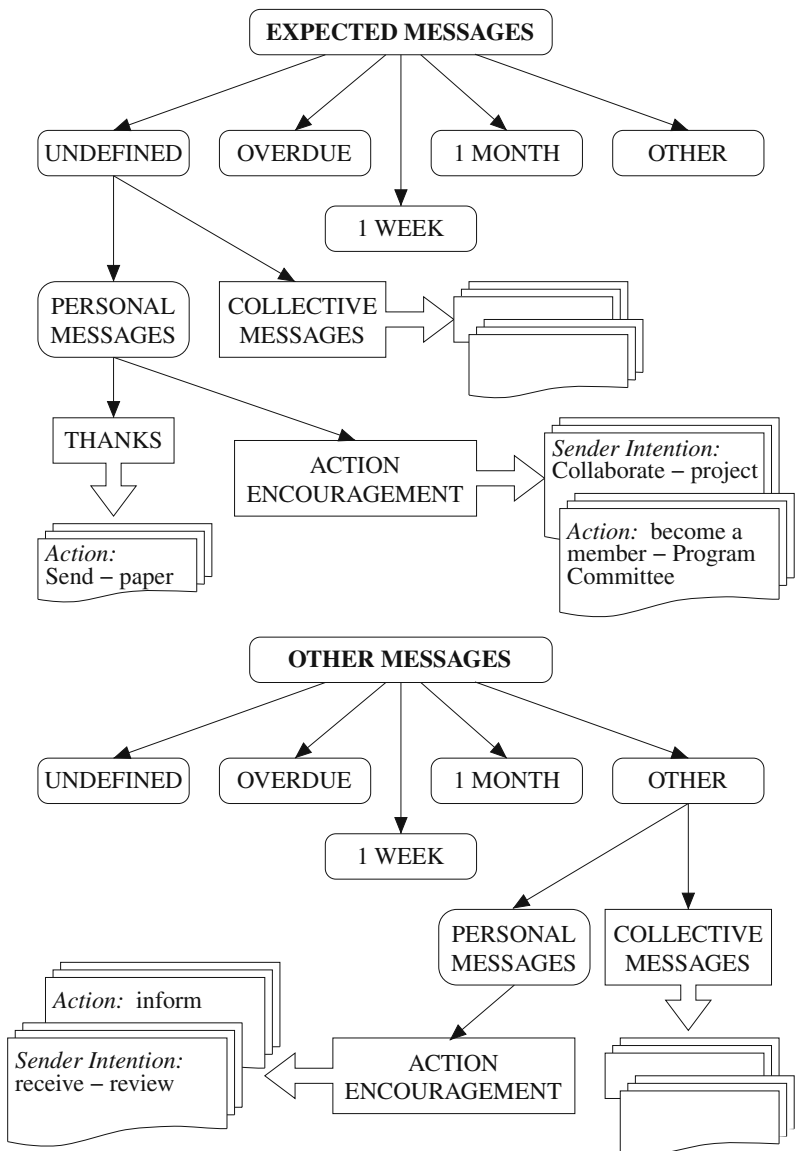 EXPECTED MESSAGES
UNDEFINED
OVERDUE
1 MONTH
OTHER
1 WEEK
PERSONAL
MESSAGES
COLLECTIVE
MESSAGES
THANKS
ACTION
ENCOURAGEMENT
Sender Intention:
Collaborate – project
Action: become a
member – Program
Committee
Action:
Send – paper
OTHER MESSAGES
UNDEFINED
OVERDUE
1 MONTH
OTHER
1 WEEK
PERSONAL
MESSAGES
COLLECTIVE
MESSAGES
Action: inform
Sender Intention:
receive – review
ACTION
ENCOURAGEMENT